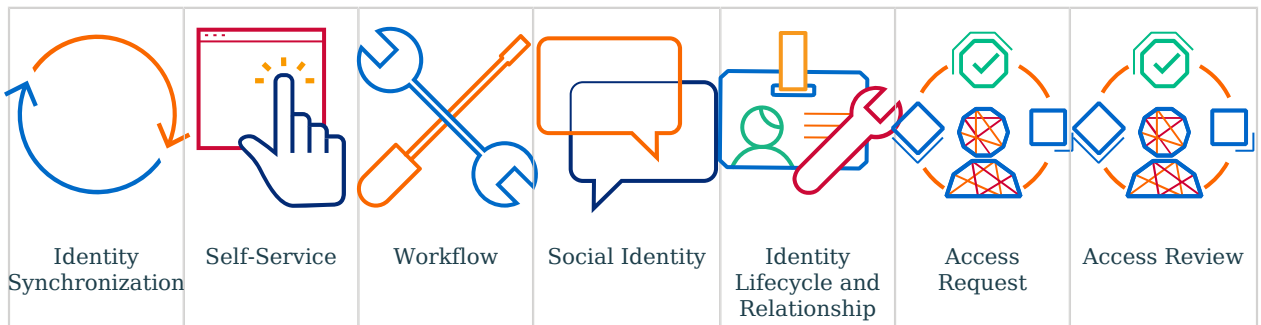 Identity
Synchronization
Self-Service
Workflow
Social Identity
Identity
Lifecycle and
Relationship
Access
Request
Access Review